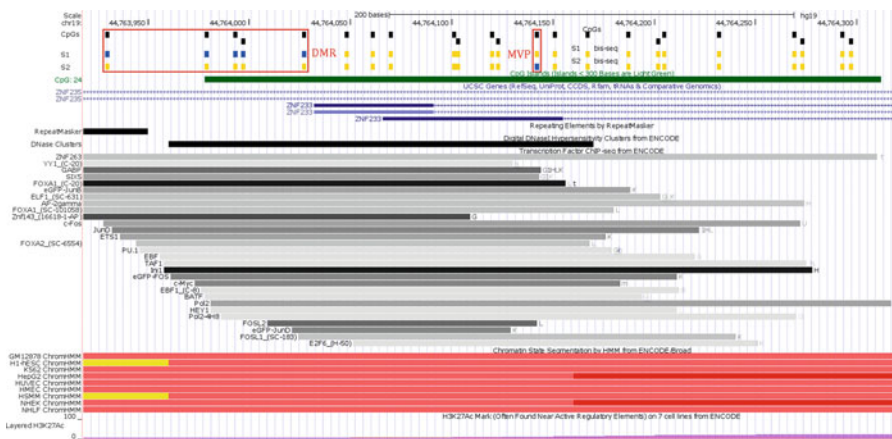 Scale
200 bases
hg19
chr19:
44,763,950
44,764,000
44,764,050
44,764,100
44,764,150
44,764,200
44,764,250
44,764,300
CpGs
CpGs
S1
DMR
MVP
S1 bis-seq
S2
S2 bis-seq
CpG Islands (Islands < 300 Bases are Light Green)
CpG: 24
UCSC Genes (RefSeq, UniProt, CCDS, Rfam, tRNAs & Comparative Genomics)
ZNF235
ZNF235
ZNF233
ZNF233
ZNF233
Repeating Elements by RepeatMasker
RepeatMasker
Digital DNaseI Hypersensitivity Clusters from ENCODE
DNase Clusters
Transcription Factor ChIP-seq from ENCODE
ZNF263
YY1_(C-20)
GABP
SIX5
FOXA1_(C-20)
eGFP-JunB
ELF1_(SC-631)
AP-2gamma
FOXA1_(SC-101058)
Znf143_(16618-1-AP)
G
c-Fos
U
JunD
ETS1
K
FOXA2_(SC-6554)
PU.1
EBF
TAF1
Ini1
H
eGFP-FOS
K
c-Myc
H
EBF1_(C-8)
BATF
Pol2
HEY1
Pol2-4H8
FOSL2
L
eGFP-JunD
K
FOSL1_(SC-183)
E2F6_(H-50)
Chromatin State Segmentation by HMM from ENCODE/Broad
GM12878 ChromHMM
H1-hESC ChromHMM
K562 ChromHMM
HepG2 ChromHMM
HUVEC ChromHMM
HMEC ChromHMM
HSMM ChromHMM
NHEK ChromHMM
NHLF ChromHMM
H3K27Ac Mark (Often Found Near Active Regulatory Elements) on 7 cell lines from ENCODE
100
Layered H3K27Ac
0